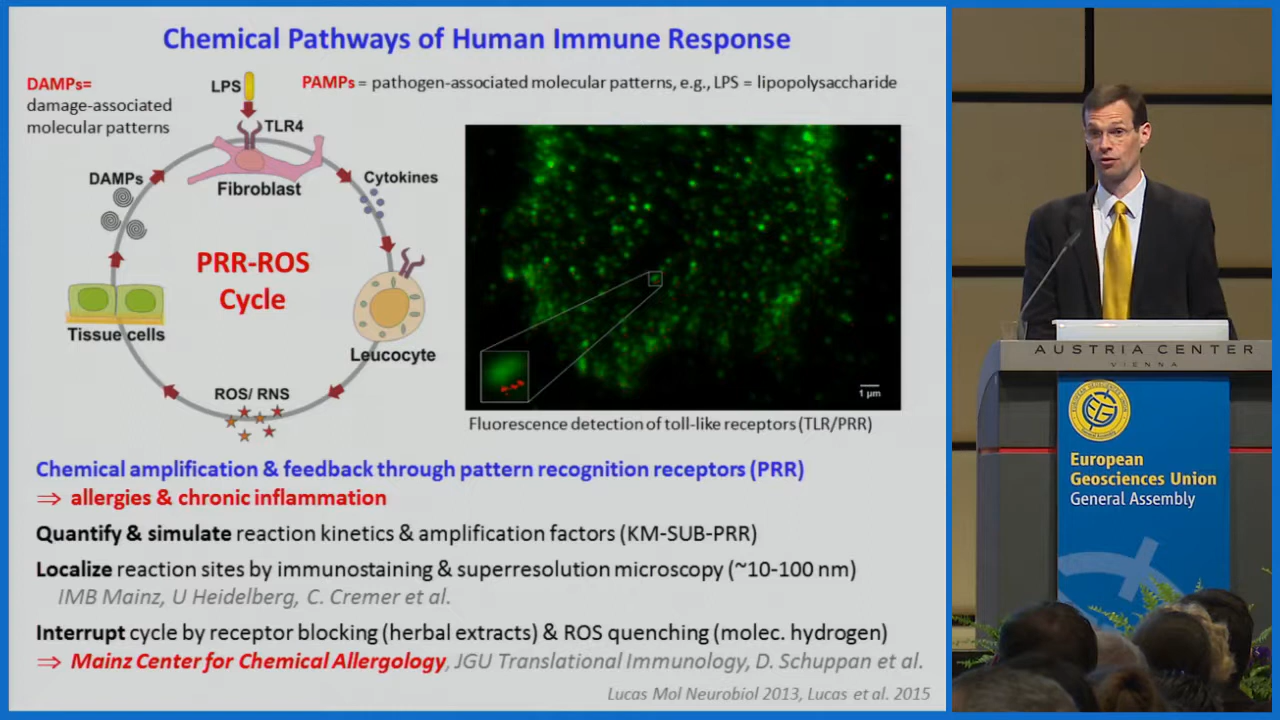 Chemical Pathways of Human Immune Response
DAMPs=
damage-associated
molecular patterns
LPS
PAMPs = pathogen-associated molecular patterns, e.g., LPS = lipopolysaccharide
TLR4
Fibroblast
DAMPs
Cytokines
PRR-ROS
Cycle
Tissue cells
Leucocyte
ROS/ RNS
1 µm
Fluorescence detection of toll-like receptors (TLR/PRR)
Chemical amplification & feedback through pattern recognition receptors (PRR)
⇒ allergies & chronic inflammation
Quantify & simulate reaction kinetics & amplification factors (KM-SUB-PRR)
Localize reaction sites by immunostaining & superresolution microscopy (~10-100 nm)
IMB Mainz, U Heidelberg, C. Cremer et al.
Interrupt cycle by receptor blocking (herbal extracts) & ROS quenching (molec. hydrogen)
⇒ Mainz Center for Chemical Allergology, JGU Translational Immunology, D. Schuppan et al.
Lucas Mol Neurobiol 2013, Lucas et al. 2015
AUSTRIA CENTER
VIENNA
European
Geosciences Union
General Assembly